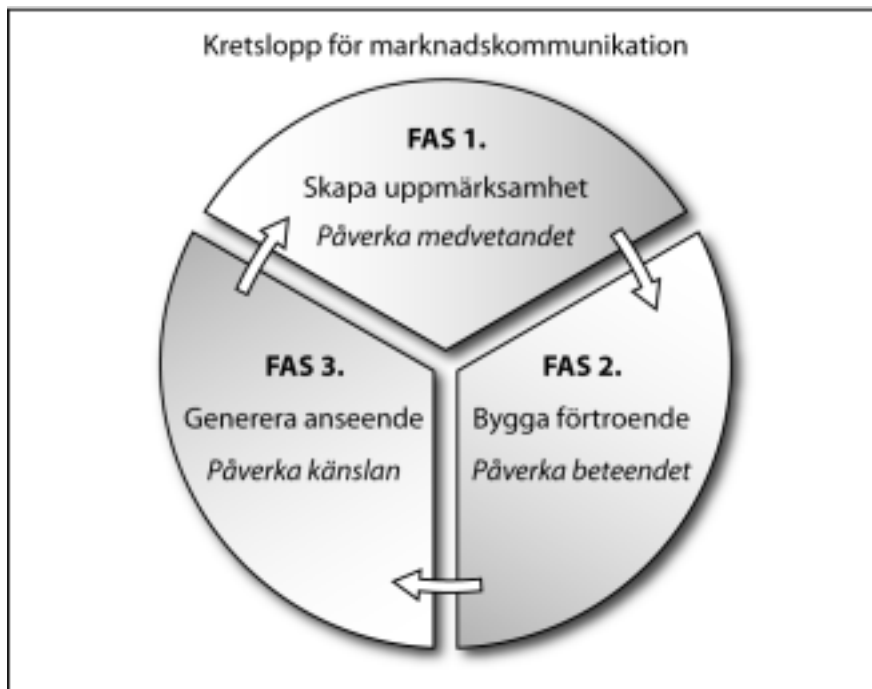 Kretslopp för marknadskommunikation
FAS 1.
Skapa uppmärksamhet
Påverka medvetandet
FAS 2.
Bygga förtroende
Påverka beteendet
FAS 3.
Generera anseende
Påverka känslan